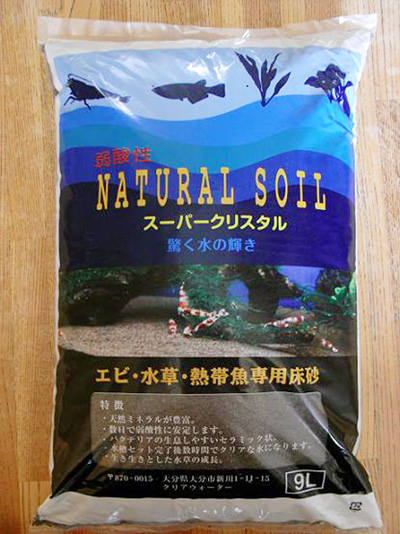 弱酸性
NATURAL SOIL
スーパークリスタル
驚く水の輝き
エビ・水草・熱帯魚専用床砂
特徴
・天然ミネラルが豊富。
・数日で弱酸性に安定します。
・バクテリアの生息しやすいセラミック状。
・水槽セット完了後数時間でクリアな水になります。
・生き生きとした水草の成長。
〒870-0015 大分県大分市新川1-1-15
クリアウォーター
9L